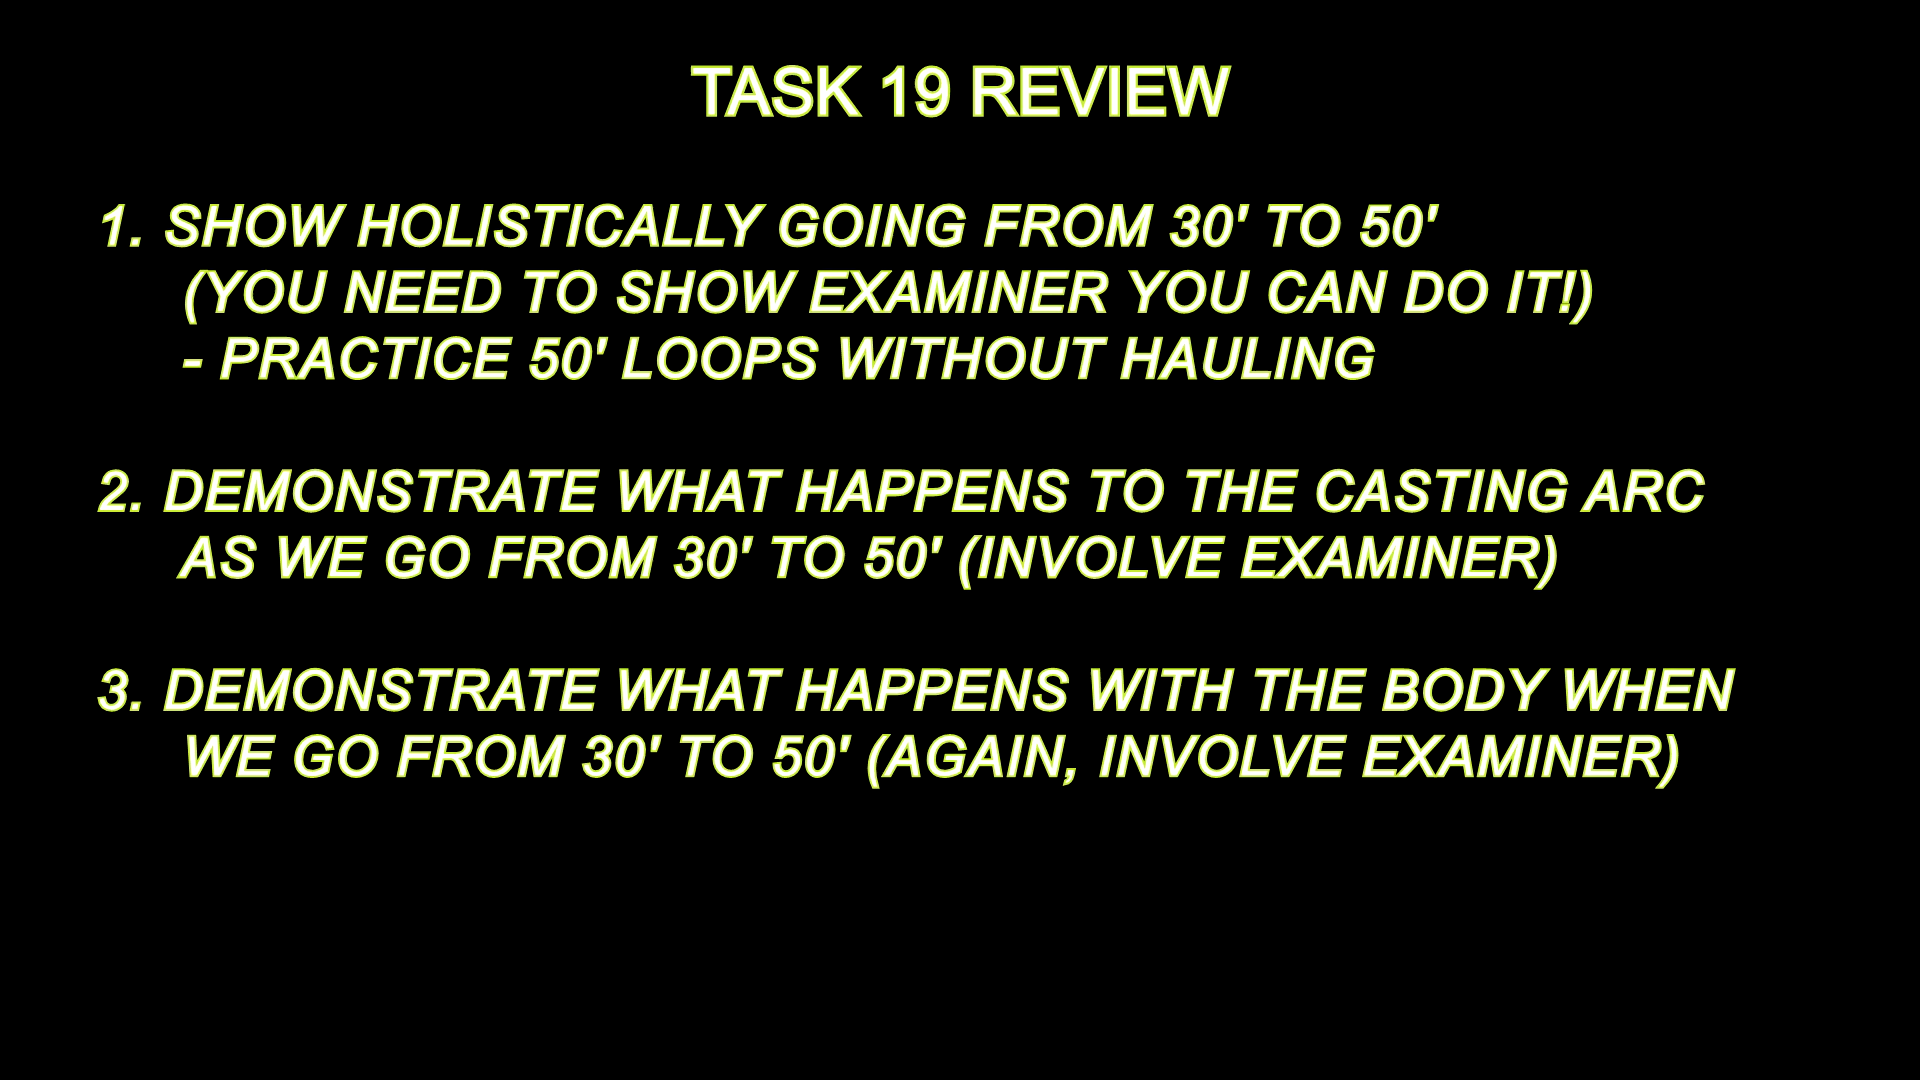 TASK 19 REVIEW
1. SHOW HOLISTICALLY GOING FROM 30' TO 50'
(YOU NEED TO SHOW EXAMINER YOU CAN DO IT!)
- PRACTICE 50' LOOPS WITHOUT HAULING
2. DEMONSTRATE WHAT HAPPENS TO THE CASTING ARC
AS WE GO FROM 30' TO 50' (INVOLVE EXAMINER)
3. DEMONSTRATE WHAT HAPPENS WITH THE BODY WHEN
WE GO FROM 30' TO 50' (AGAIN, INVOLVE EXAMINER)